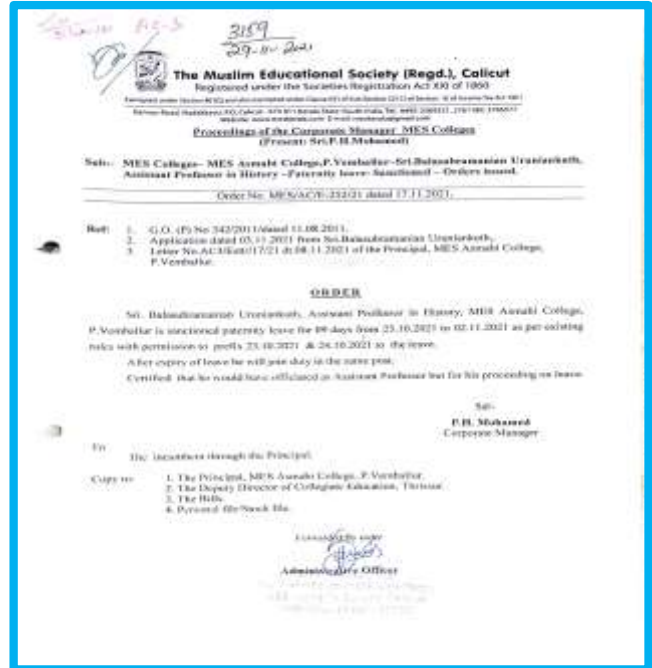 3159
29-11-2021
The Muslim Educational Society (Regd.), Calicut
Registered under the Societies Registration Act XXI of 1860
Proceedings of the Corporate Manager MES Colleges
(Present: Sri.P.H.Mohamed)
Sub:- MES Colleges– MES Asmabi College,P.Vemballur–Sri.Balasubramanian Uraniankoth,
Assistant Professor in History –Paternity leave- Sanctioned – Orders issued.
Order No. MES/AC/E-232/21 dated 17.11.2021.
Ref: 1. G.O. (P) No 342/2011/dated 11.08.2011.
2. Application dated 03.11.2021 from Sri.Balasubramanian Uraniankoth,
3 Letter dt.08.11.2021 of the Principal, MES Asmabi College,
P.Vemballur.
ORDER
Sri. Balasubramanian Uraniankoth, Assistant Professor in History, MES Asmabi College,
P.Vemballur is sanctioned paternity leave for 09 days from 25.10.2021 to 02.11.2021 as per existing
rules with permission to prefix 23.10.2021 & 24.10.2021 to the leave.
After expiry of leave he will join duty in the same post.
Certified that he would have officiated as Assistant Professor but for his proceeding on leave
Sd/-
P.H. Mohamed
Corporate Manager
To
The incumbent through the Principal.
Copy to: 1. The Principal, MES Asmabi College, P.Vemballur.
2. The Deputy Director of Collegiate Education, Thrissur.
3. The Bills.
4. Personal file/Stock file.
Forwarded/By order
Administrative Officer